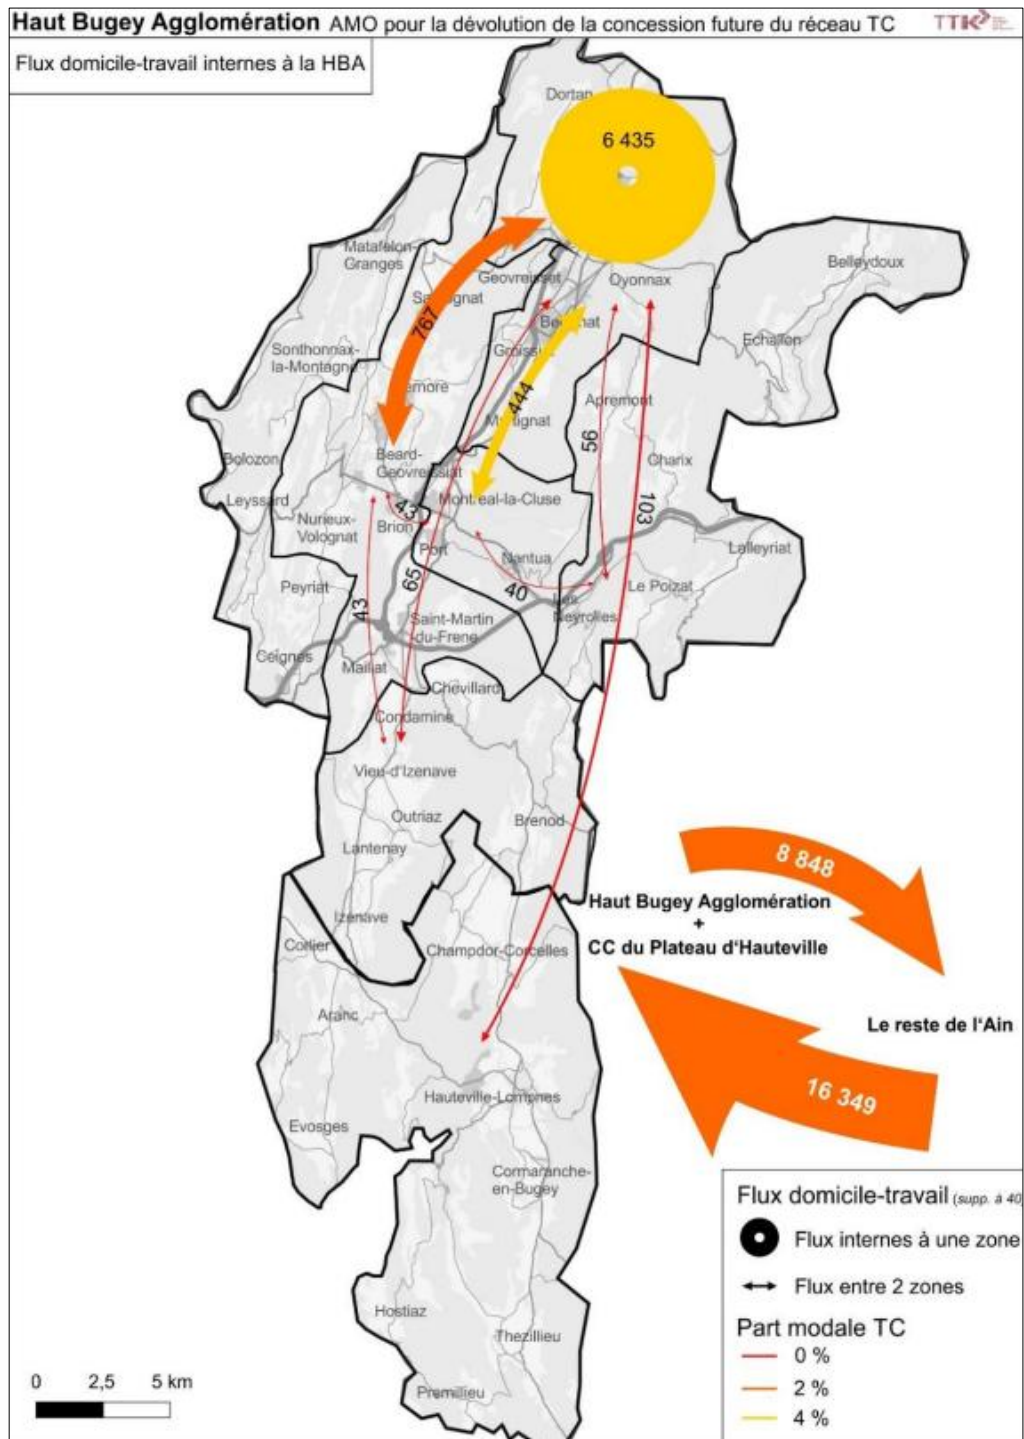 Haut Bugey Agglomération AMO pour la dévolution de la concession future du réceau TC
TTK
Flux domicile-travail internes à la HBA
Dortan
6 435
Matafelon-
Granges
Geovreisset
Oyonnax
Belleydoux
767
Sonthonnax-
la-Montagne
Echallon
444
Apremont
56
Beard-
Geovreissiat
Charix
Bolozon
Leyssard
43
Montreal-la-Cluse
103
Nurieux-
Volognat
Brion
Port
Nantua
Lalleyriat
Peyriat
65
40
Le Poizat
43
Les
Neyrolles
Saint-Martin
-du-Frene
Ceignes
Maillat
Chevillard
Condamine
Vieu-d'Izenave
Outriaz
Brenod
Lantenay
8 848
Haut Bugey Agglomération
+
CC du Plateau d'Hauteville
Izenave
Corlier
Champdor-Corcelles
Aranc
Le reste de l'Ain
16 349
Hauteville-Lompnes
Evosges
Cormaranche-
en-Bugey
Hostiaz
Thezillieu
Premillieu
0 2,5 5 km
Flux domicile-travail (supp. à 40)
Flux internes à une zone
Flux entre 2 zones
Part modale TC
0 %
2 %
4 %